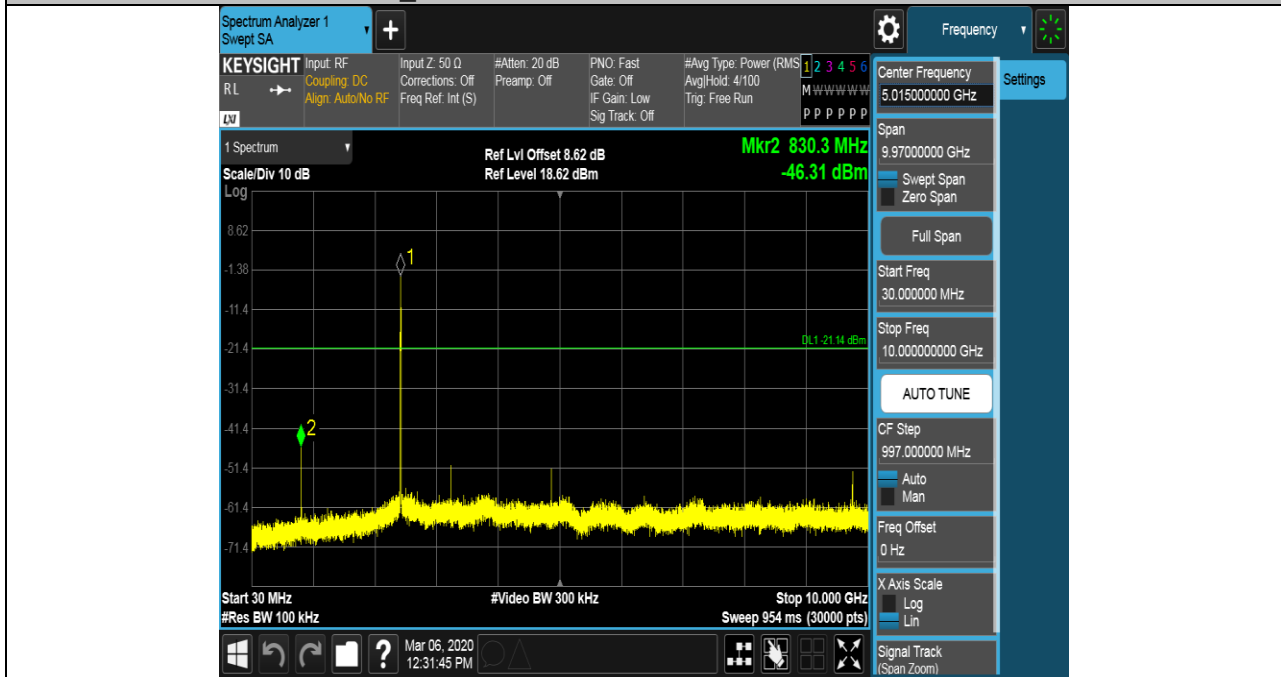 Spectrum Analyzer 1
Swept SA
+
Frequency
KEYSIGHT
RL
LXI
Input: RF
Coupling: DC
Align: Auto/No RF
Input Z: 50 Ω
Corrections: Off
Freq Ref: Int (S)
#Atten: 20 dB
Preamp: Off
PNO: Fast
Gate: Off
IF Gain: Low
Sig Track: Off
#Avg Type: Power (RMS
Avg|Hold: 4/100
Trig: Free Run
1 2 3 4 5 6
M W W W W W
P P P P P P
1 Spectrum
Scale/Div 10 dB
Ref Lvl Offset 8.62 dB
Ref Level 18.62 dBm
Mkr2 830.3 MHz
-46.31 dBm
Log
8.62
-1.38
-11.4
-21.4
-31.4
-41.4
-51.4
-61.4
-71.4
1
2
DL1 -21.14 dBm
Start 30 MHz
#Res BW 100 kHz
#Video BW 300 kHz
Stop 10.000 GHz
Sweep 954 ms (30000 pts)
?
Mar 06, 2020
12:31:45 PM
Center Frequency
5.015000000 GHz
Settings
Span
9.97000000 GHz
Swept Span
Zero Span
Full Span
Start Freq
30.000000 MHz
Stop Freq
10.000000000 GHz
AUTO TUNE
CF Step
997.000000 MHz
Auto
Man
Freq Offset
0 Hz
X Axis Scale
Log
Lin
Signal Track
(Span Zoom)